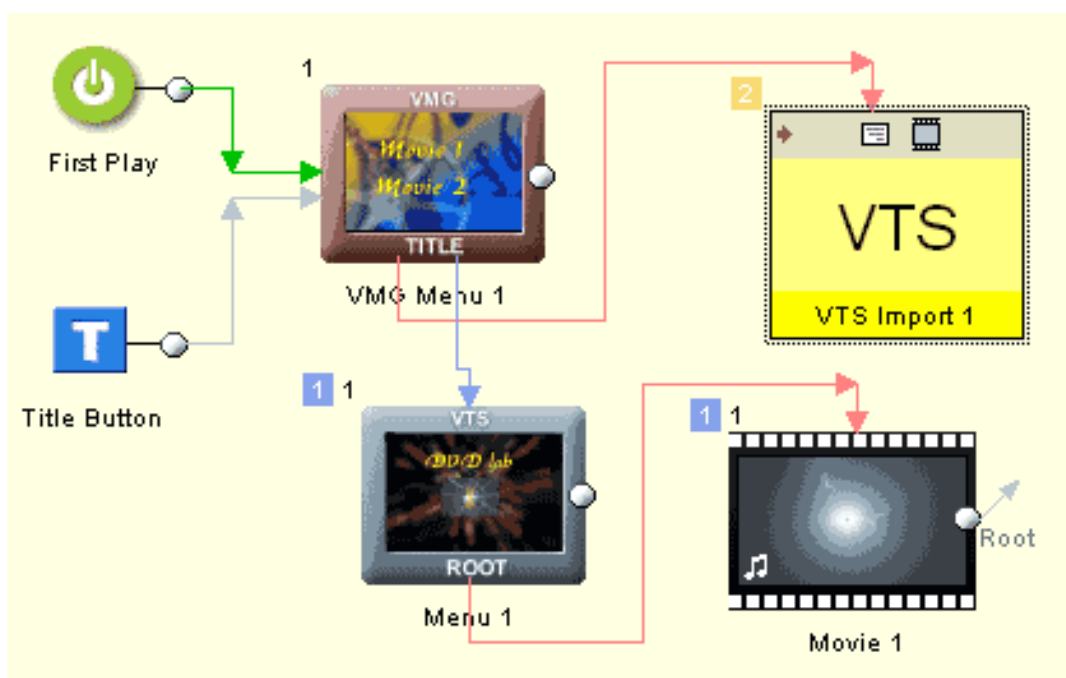 First Play
1
VMG
Movie 1
Movie 2
TITLE
VMG Menu 1
2
VTS
VTS Import 1
T
Title Button
1 1
VTS
DVD lab
ROOT
Menu 1
1 1
Root
Movie 1